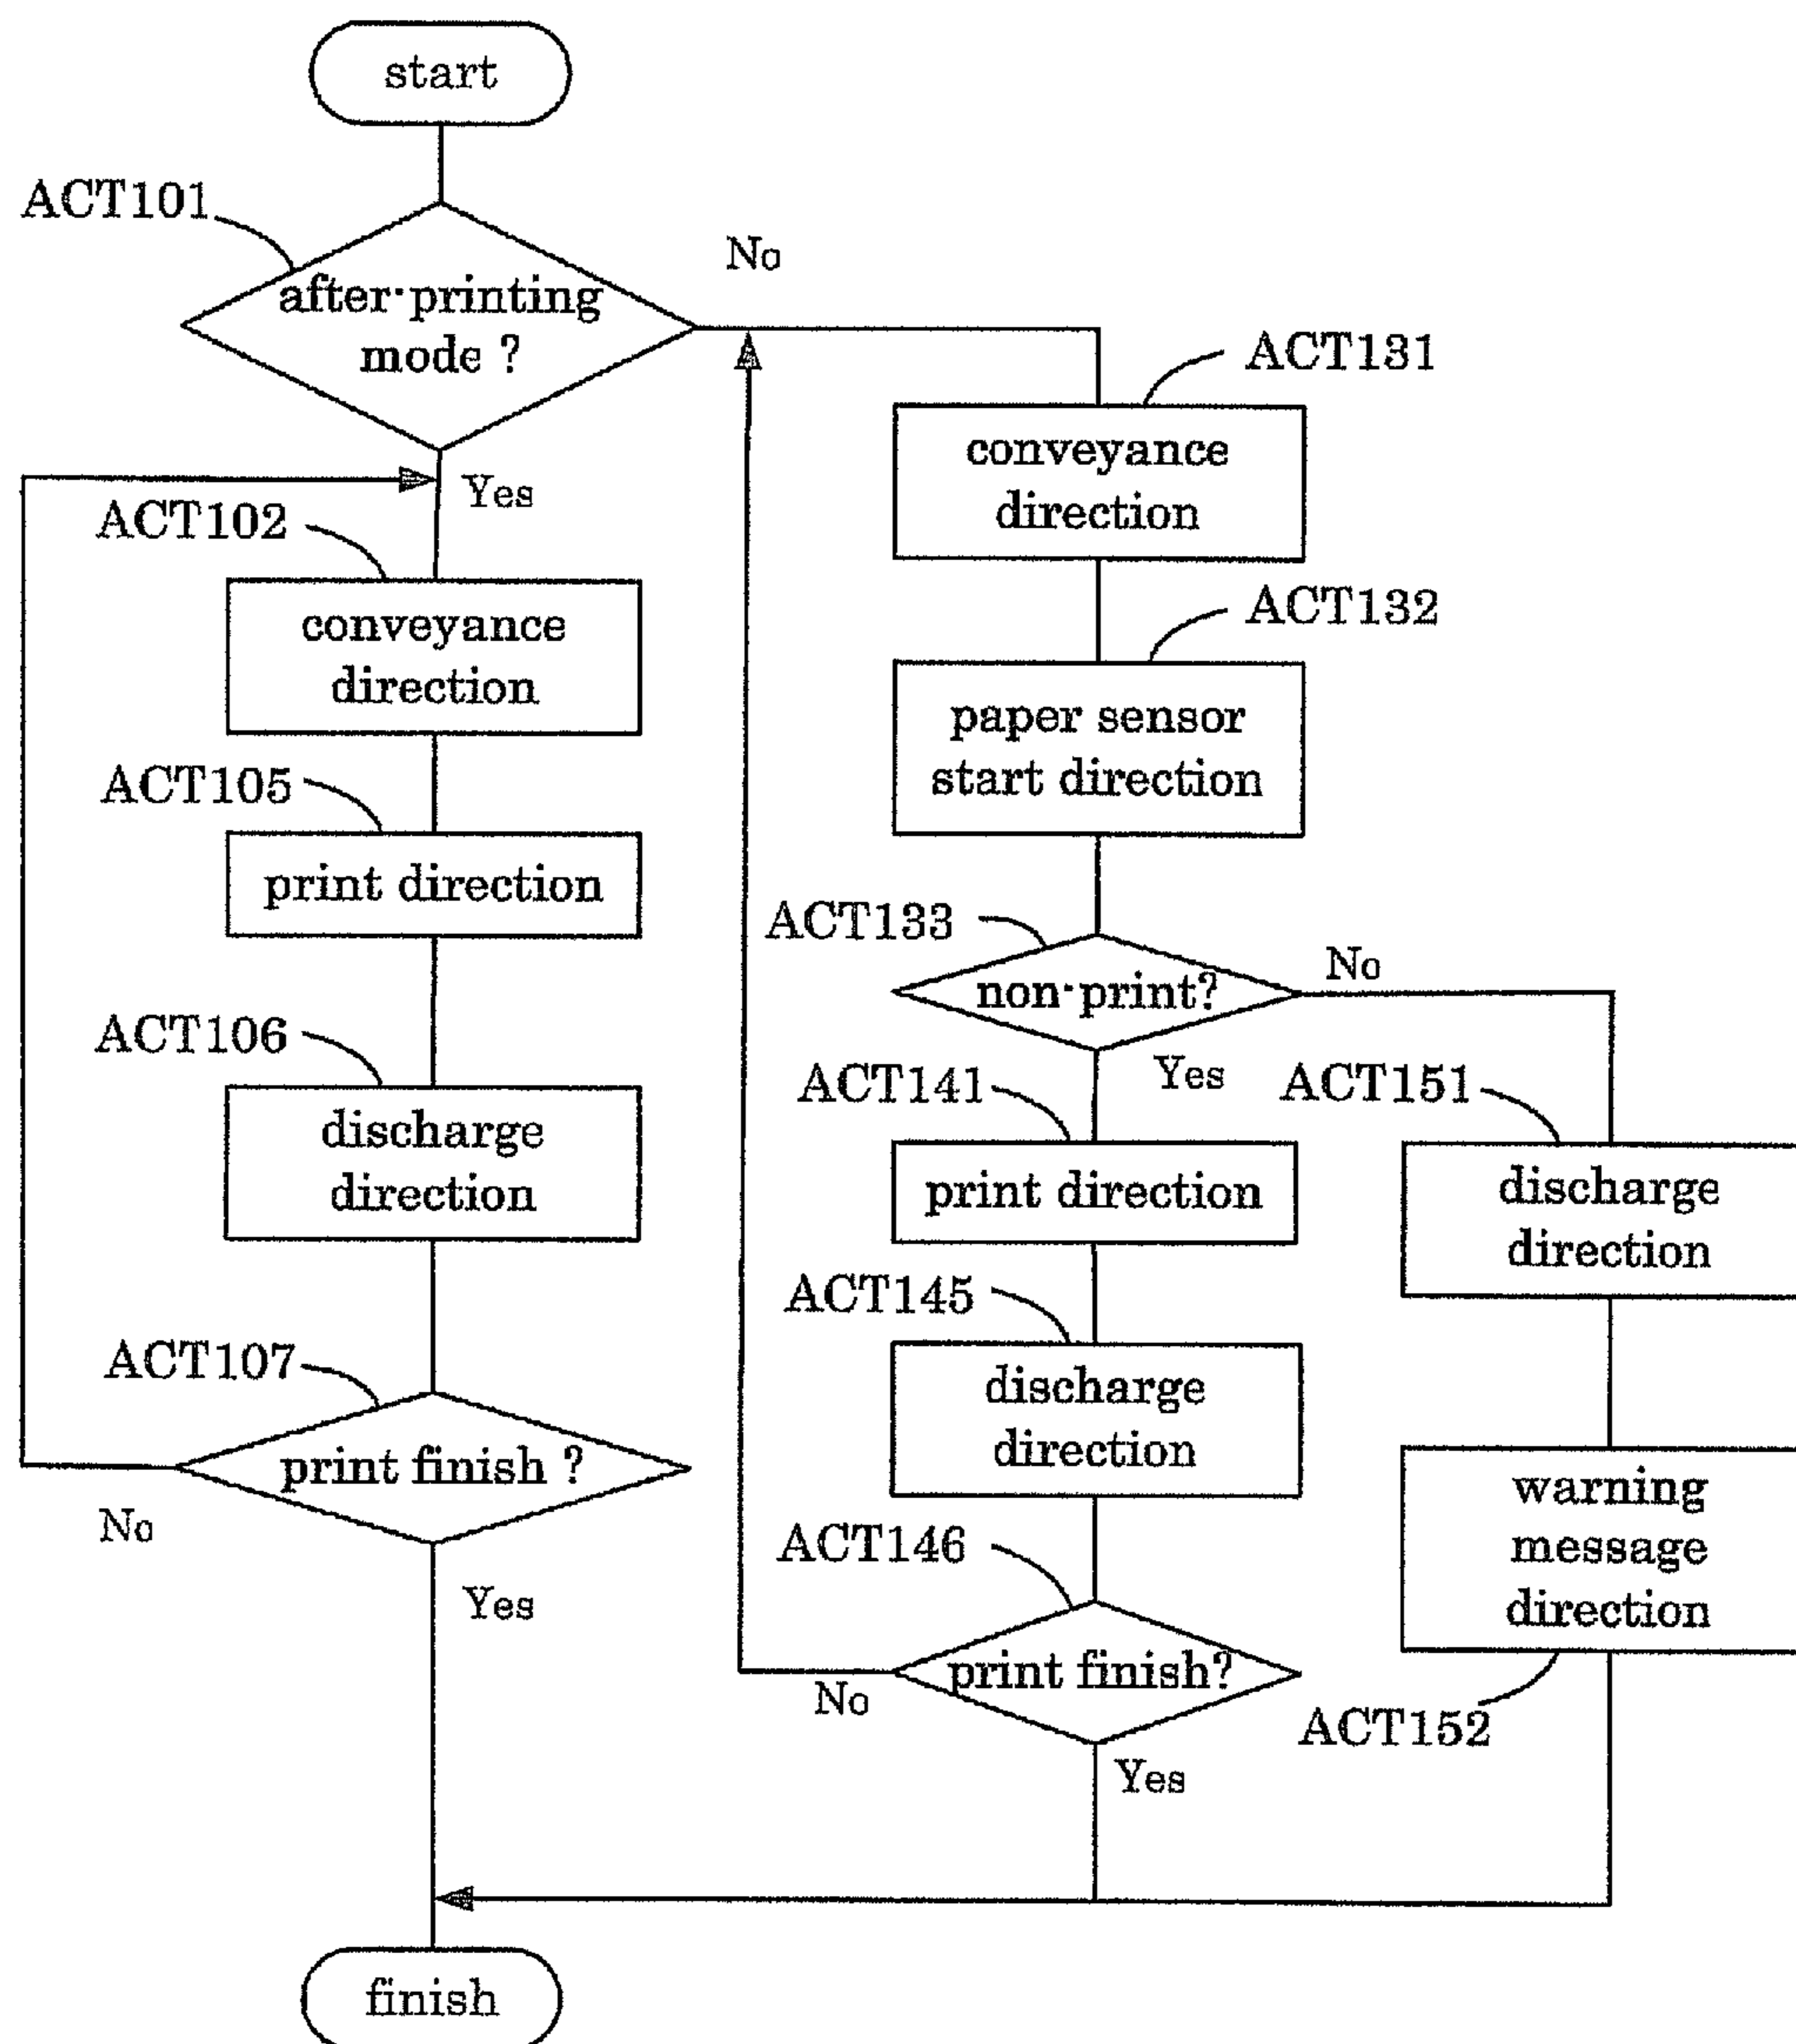 start
ACT101
after-printing
mode ?
No
Yes
ACT102
conveyance
direction
ACT105
print direction
ACT106
discharge
direction
ACT107
print finish ?
No
Yes
finish
ACT131
conveyance
direction
ACT132
paper sensor
start direction
ACT133
non-print?
No
Yes
ACT141
print direction
ACT145
discharge
direction
ACT146
print finish?
No
Yes
ACT151
discharge
direction
warning
message
direction
ACT152